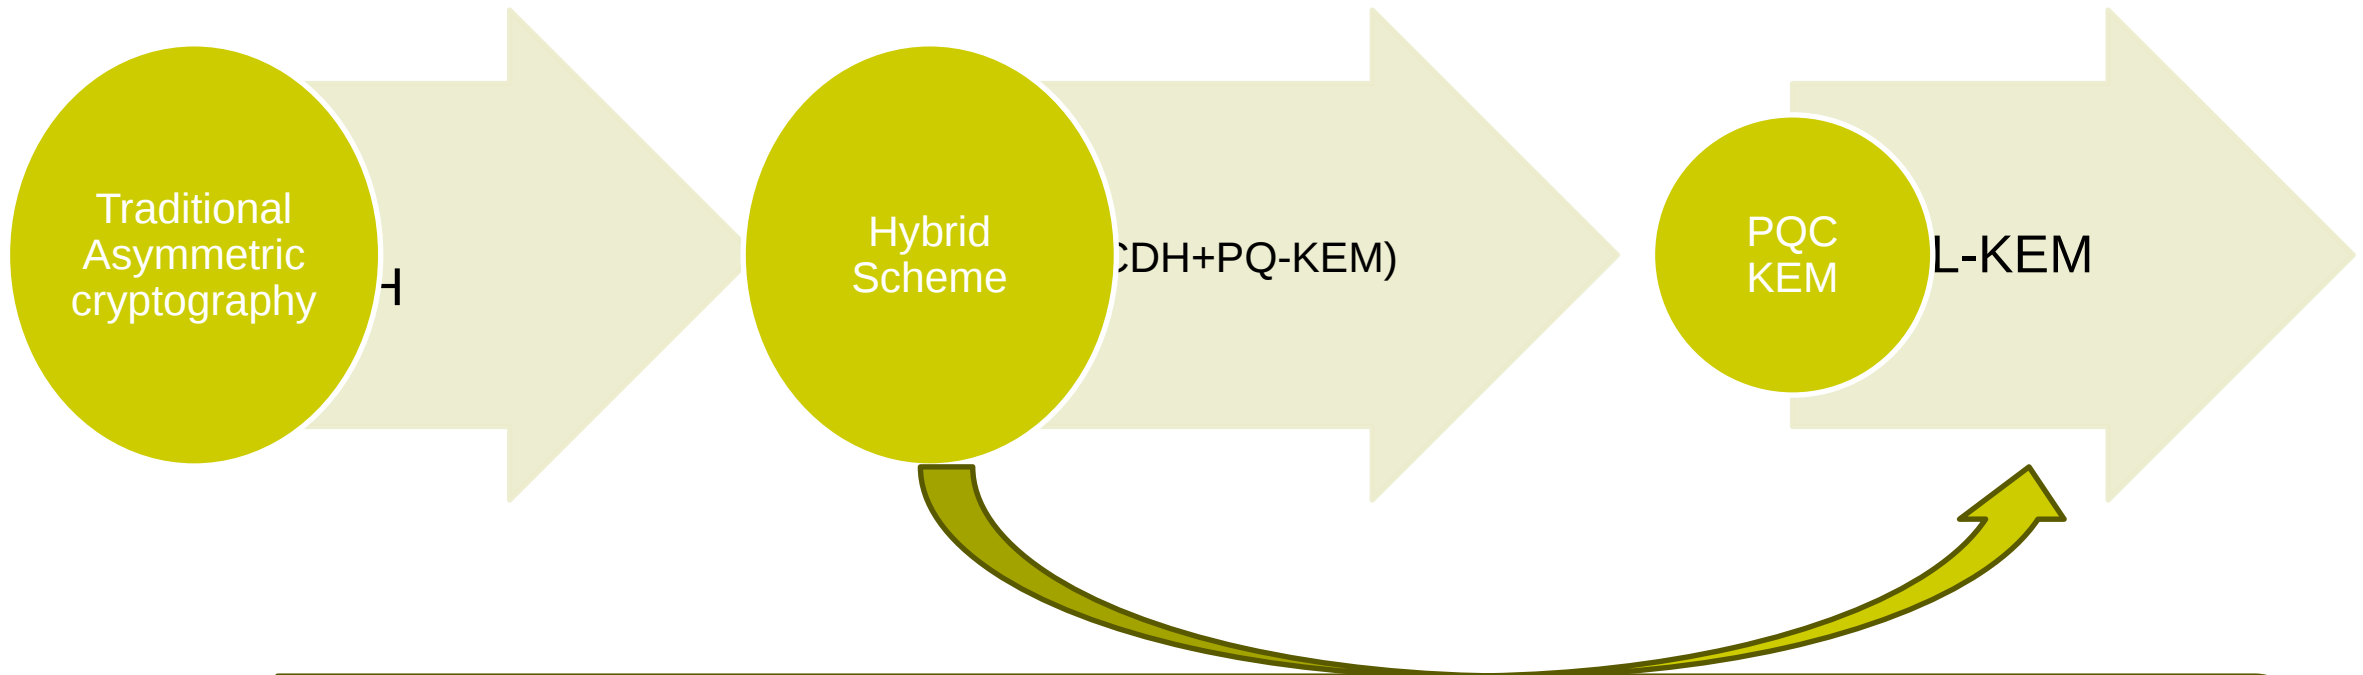 Traditional
Asymmetric
cryptography
H
Hybrid
Scheme
CDH+PQ-KEM)
PQC
KEM
L-KEM